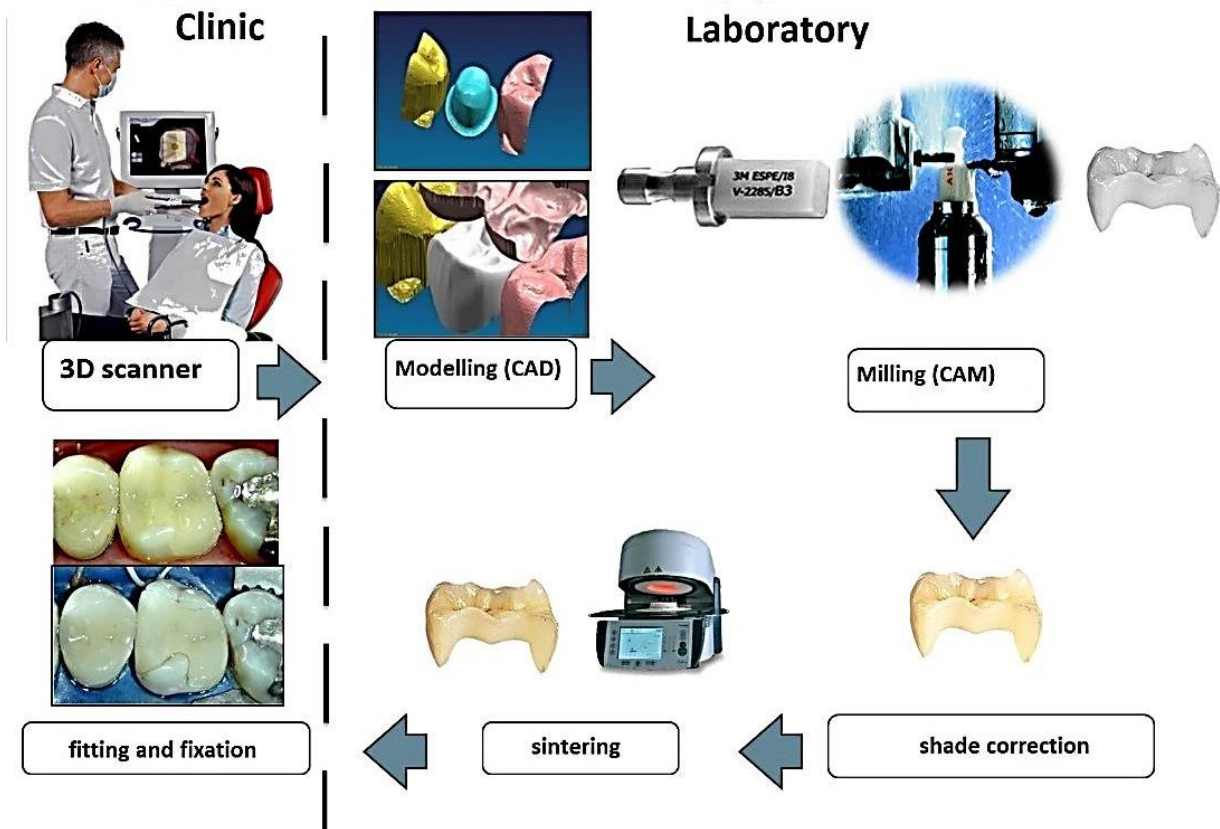 Clinic
Laboratory
3M ESPE/18
V-2285/B3
A1C
3D scanner
Modelling (CAD)
Milling (CAM)
fitting and fixation
sintering
shade correction